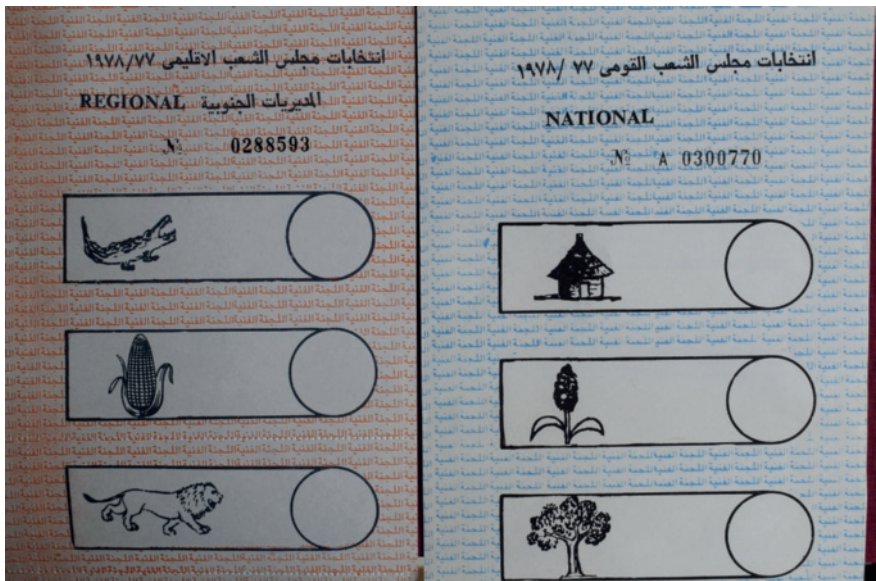 انتخابات مجلس الشعب الاقليمى ١٩٧٨/٧٧
المديريات الجنوبية REGIONAL
№ 0288593
انتخابات مجلس الشعب القومى ٧٧ /١٩٧٨
NATIONAL
№ A 0300770